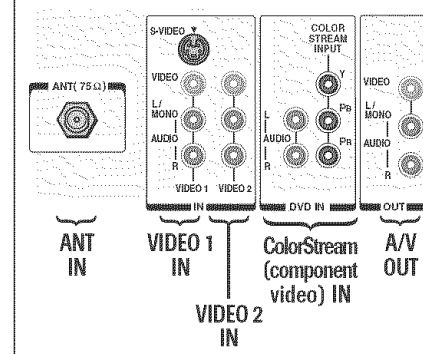 ANT( 75 Ω)
S-VIDEO
VIDEO
L/
MONO
AUDIO
R
VIDEO 1 VIDEO 2
IN
COLOR
STREAM
INPUT
Y
PB
PR
L
AUDIO
R
DVD IN
VIDEO
L/
MONO
AUDIO
R
OUT
ANT
IN
VIDEO 1
IN
VIDEO 2
IN
ColorStream
(component
video) IN
A/V
OUT